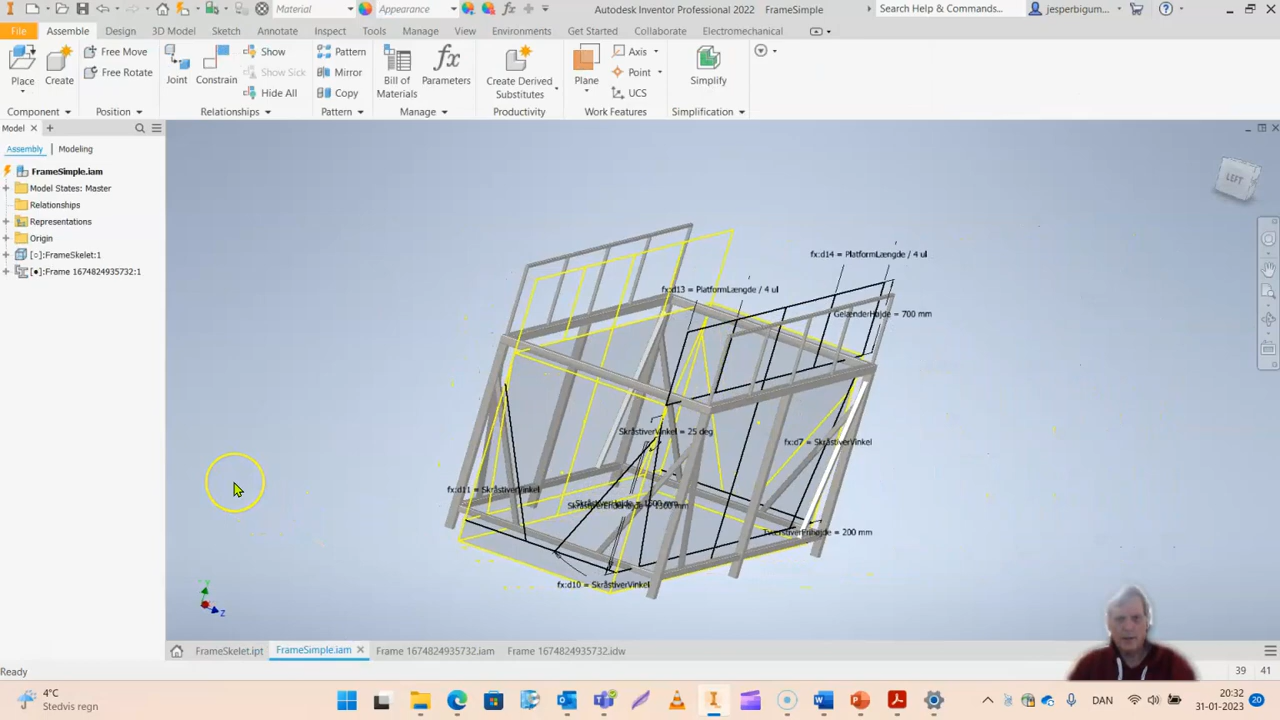 Material
Appearance
Autodesk Inventor Professional 2022 FrameSimple
Search Help & Commands...
jesperbigum...
File Assemble Design 3D Model Sketch Annotate Inspect Tools Manage View Environments Get Started Collaborate Electromechanical
Place
Create
Free Move
Free Rotate
Joint
Constrain
Show
Show Sick
Hide All
Pattern
Mirror
Copy
Bill of
Materials
Parameters
Create Derived
Substitutes
Plane
Axis
Point
UCS
Simplify
Component Position Relationships Pattern Manage Productivity Work Features Simplification
Model
Assembly Modeling
FrameSimple.iam
Model States: Master
Relationships
Representations
Origin
[○]:FrameSkelet:1
[●]:Frame 1674824935732:1
LEFT
fx:d14 = PlatformLængde / 4 ul
fx:d13 = PlatformLængde / 4 ul
GelænderHøjde = 700 mm
SkråstiverVinkel = 25 deg
fx:d7 = SkråstiverVinkel
fx:d11 = SkråstiverVinkel
TværstiverFrihøjde = 200 mm
fx:d10 = SkråstiverVinkel
Y
Z
FrameSkelet.ipt FrameSimple.iam Frame 1674824935732.iam Frame 1674824935732.idw
Ready
39 41
4°C
Stedvis regn
DAN
20:32
31-01-2023
20